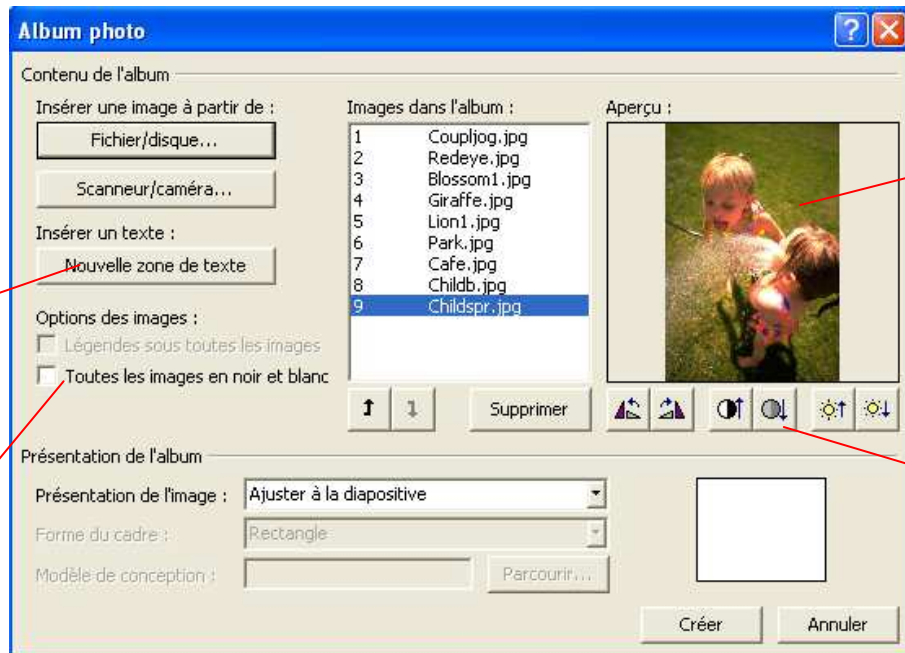 Album photo
Contenu de l'album
Insérer une image à partir de :
Fichier/disque...
Scanneur/caméra...
Insérer un texte :
Nouvelle zone de texte
Options des images :
Légendes sous toutes les images
Toutes les images en noir et blanc
Images dans l'album :
1 Coupljog.jpg
2 Redeye.jpg
3 Blossom1.jpg
4 Giraffe.jpg
5 Lion1.jpg
6 Park.jpg
7 Cafe.jpg
8 Childb.jpg
9 Childspr.jpg
Supprimer
Aperçu :
Présentation de l'album
Présentation de l'image : Ajuster à la diapositive
Forme du cadre : Rectangle
Modèle de conception : Parcourir...
Créer Annuler